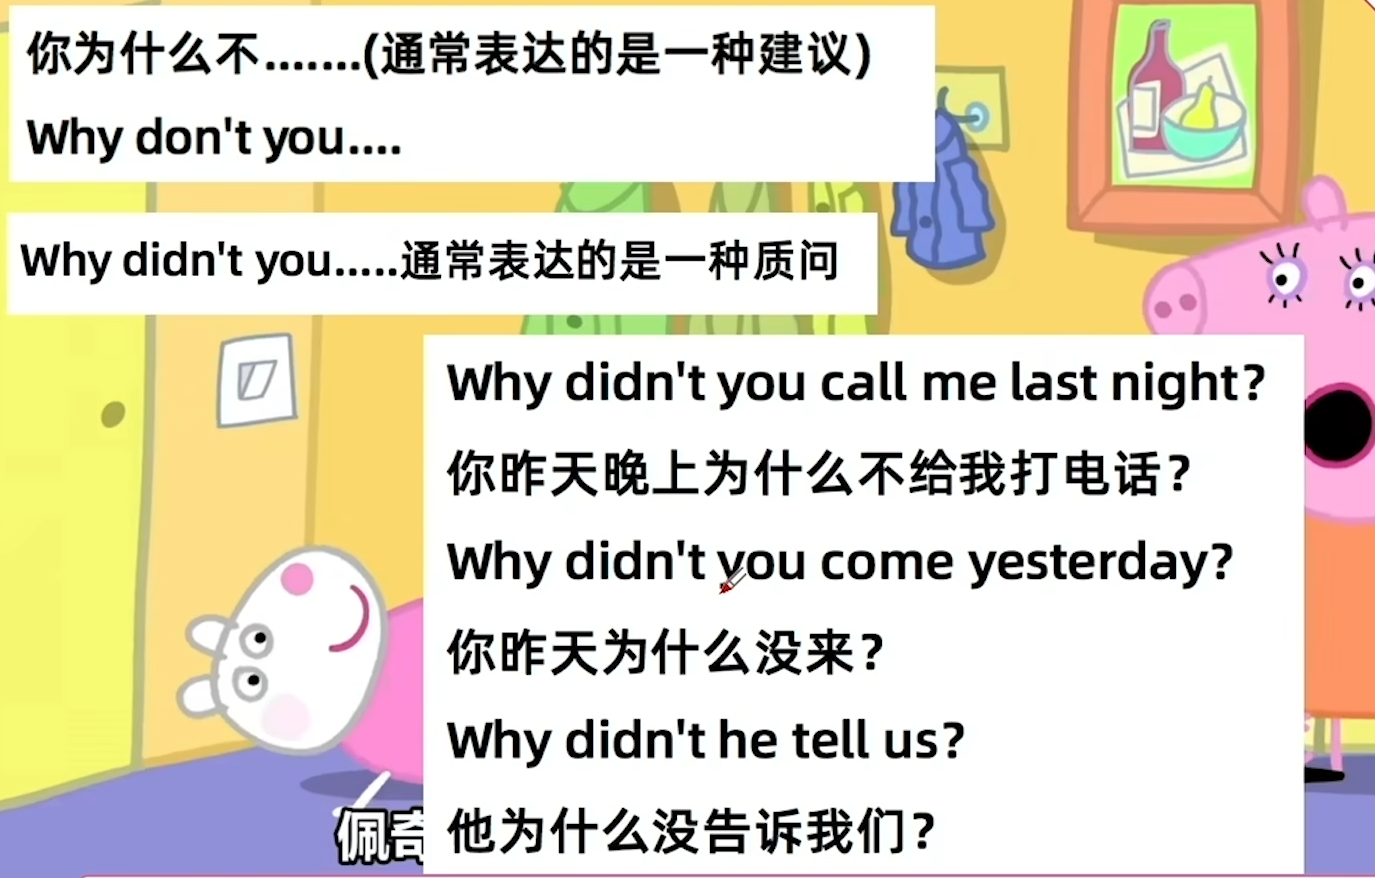 你为什么不.......(通常表达的是一种建议)
Why don't you....
Why didn't you.....通常表达的是一种质问
Why didn't you call me last night?
你昨天晚上为什么不给我打电话？
Why didn't you come yesterday?
你昨天为什么没来？
Why didn't he tell us?
他为什么没告诉我们？
佩奇